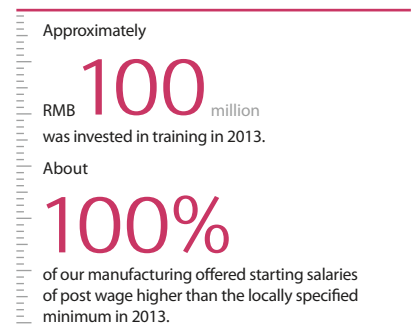 Approximately
RMB 100 million
was invested in training in 2013.
About
100%
of our manufacturing offered starting salaries
of post wage higher than the locally specified
minimum in 2013.